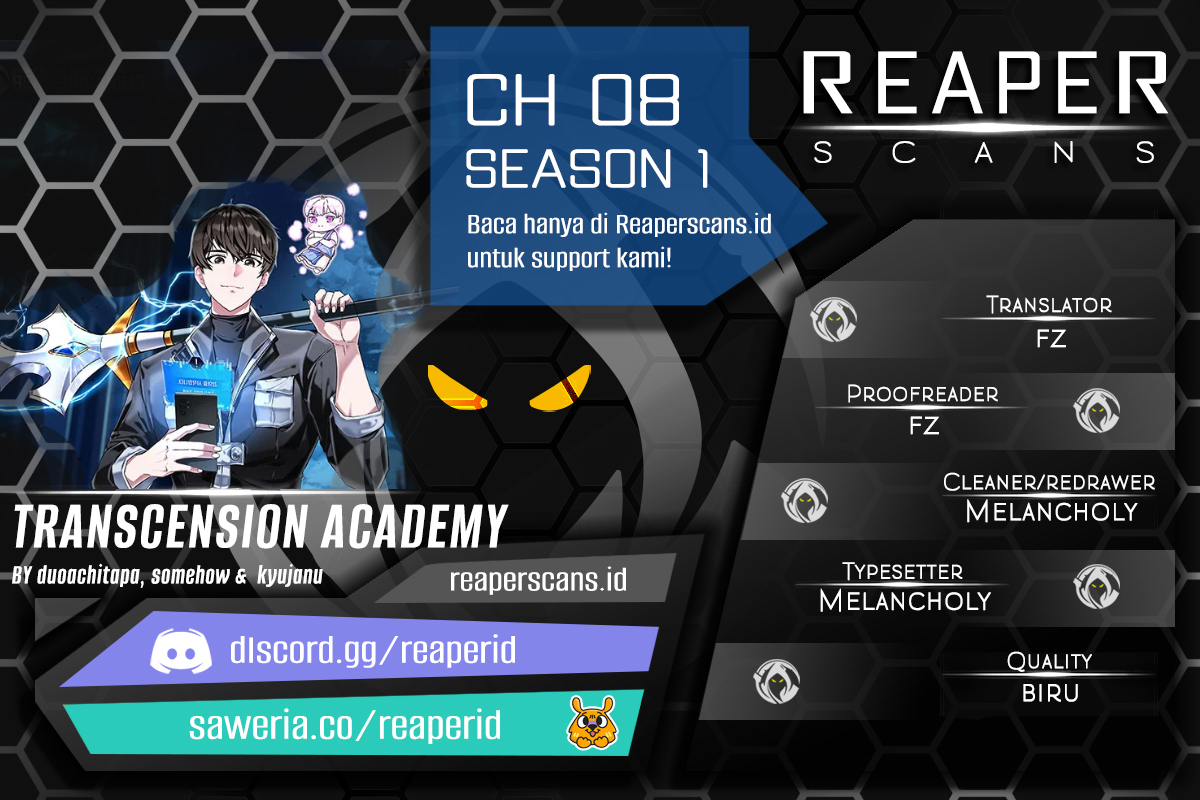 CH 08
SEASON 1
Baca hanya di Reaperscans.id
untuk support kami!
REAPER
SCANS
TRANSLATOR
FZ
PROOFREADER
FZ
CLEANER/REDRAWER
MELANCHOLY
TYPESETTER
MELANCHOLY
QUALITY
BIRU
TRANSCENSION ACADEMY
BY duoachitapa, somehow & kyujanu
reaperscans.id
dIscord.gg/reaperid
saweria.co/reaperid